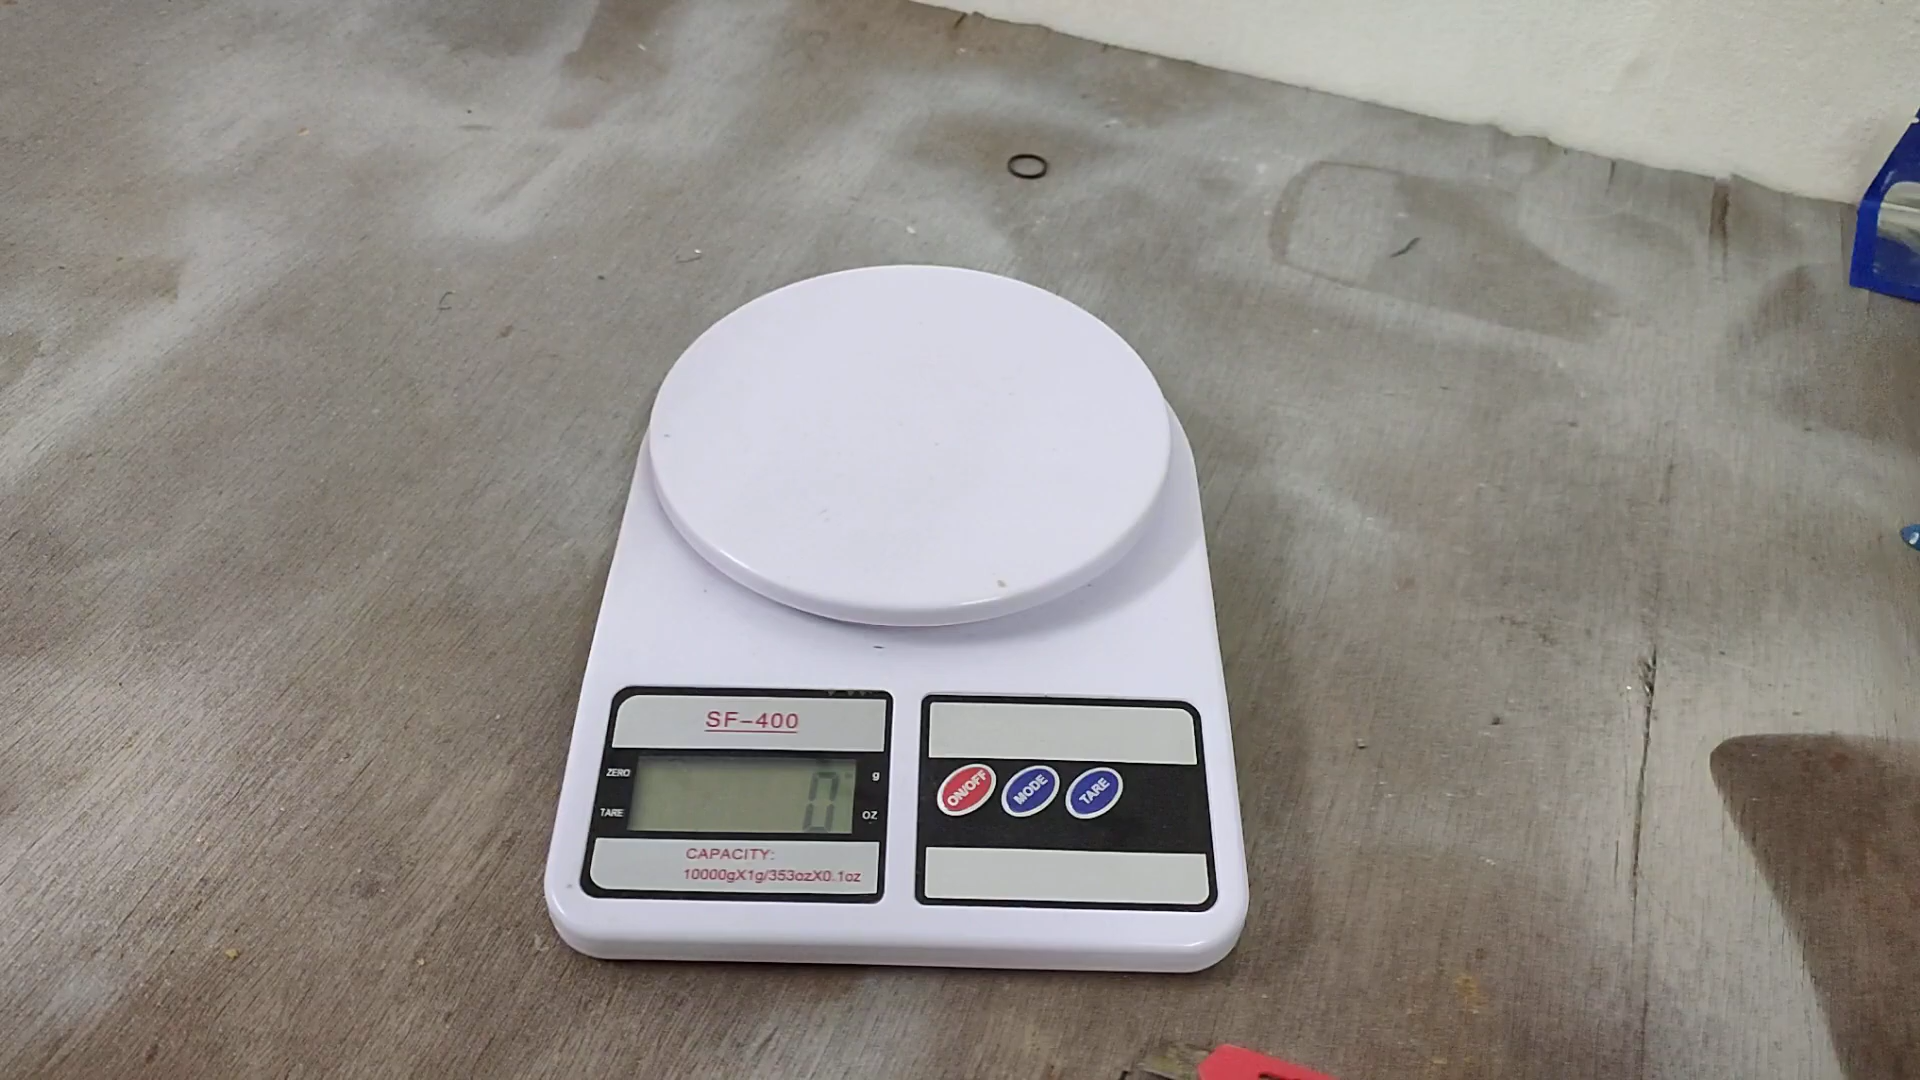 SF-400
ZERO
g
0
TARE
OZ
CAPACITY:
10000gX1g/353ozX0.1oz
ON/OFF
MODE
TARE